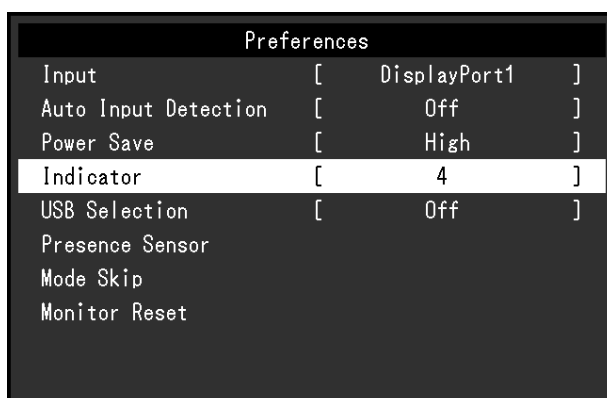 Preferences
Input [ DisplayPort1 ]
Auto Input Detection [ Off ]
Power Save [ High ]
Indicator [ 4 ]
USB Selection [ Off ]
Presence Sensor
Mode Skip
Monitor Reset